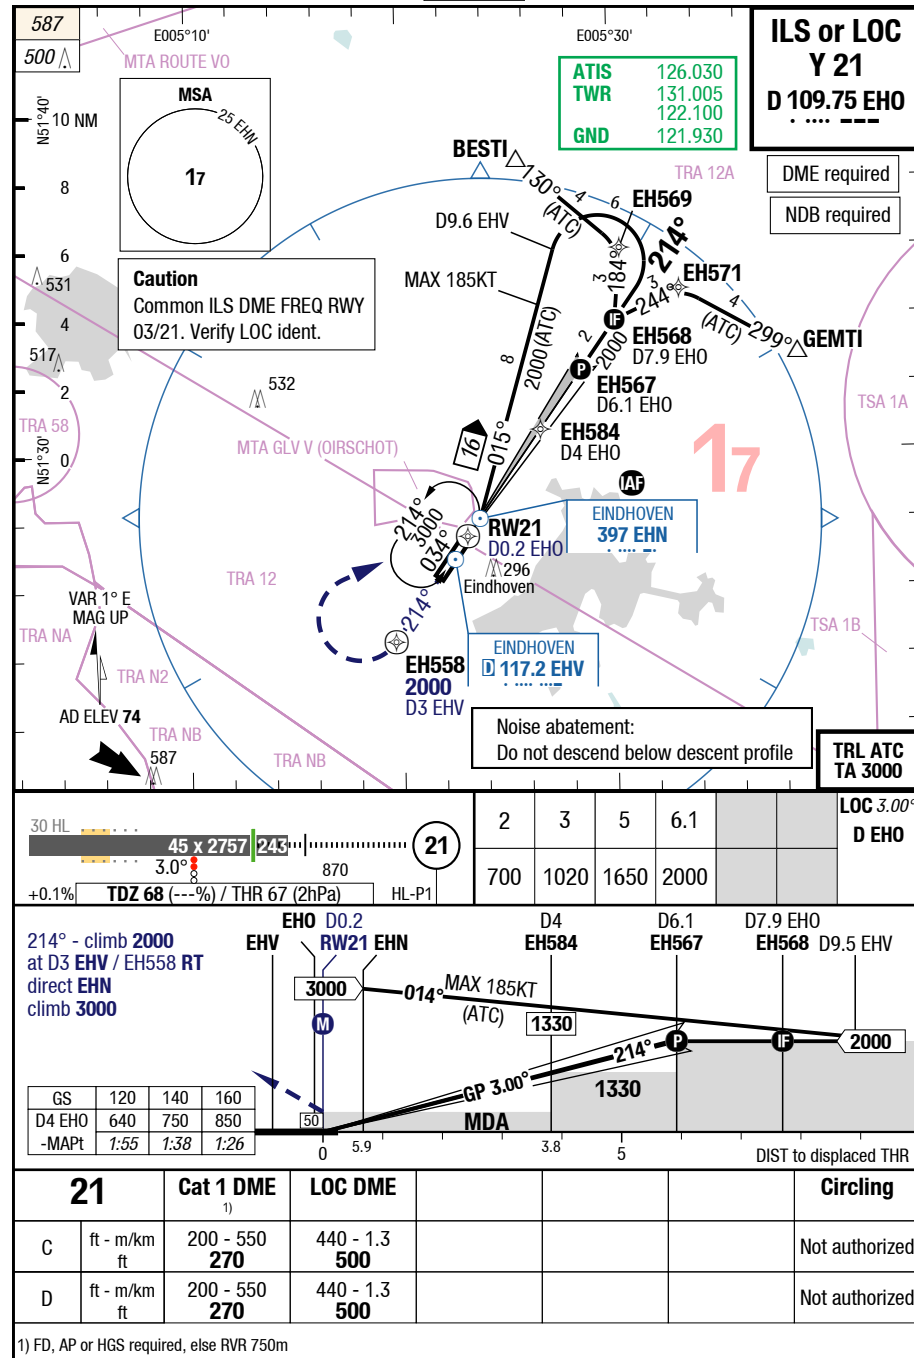 587
500
E005°10'
E005°30'
ILS or LOC
Y 21
D 109.75 EHO
MTA ROUTE VO
ATIS 126.030
TWR 131.005
122.100
GND 121.930
MSA
25 EHN
17
N51°40'
10 NM
8
6
4
2
0
N51°30'
DME required
NDB required
TRA 12A
BESTI
130°
(ATC)
4
6
EH569
D9.6 EHV
214°
3
184°
3
244°
EH571
4
(ATC)
299°
GEMTI
MAX 185KT
Caution
Common ILS DME FREQ RWY
03/21. Verify LOC ident.
531
517
532
IF
EH568
D7.9 EHO
8
2000 (ATC)
015°
2
2000
P
EH567
D6.1 EHO
EH584
D4 EHO
TSA 1A
TRA 58
MTA GLV V (OIRSCHOT)
16
17
IAF
EINDHOVEN
397 EHN
214°
3000
034°
RW21
D0.2 EHO
296
Eindhoven
TRA 12
214°
EH558
2000
D3 EHV
EINDHOVEN
D 117.2 EHV
TSA 1B
VAR 1° E
MAG UP
TRA NA
TRA N2
AD ELEV 74
TRA NB
587
TRA NB
Noise abatement:
Do not descend below descent profile
TRL ATC
TA 3000
30 HL
45 x 2757
243
21
3.0°
870
+0.1%
TDZ 68 (---%) / THR 67 (2hPa)
HL-P1
2 3 5 6.1
700 1020 1650 2000
LOC 3.00°
D EHO
214° - climb 2000
at D3 EHV / EH558 RT
direct EHN
climb 3000
EHO D0.2
EHV RW21 EHN
D4
EH584
D6.1
EH567
D7.9 EHO
EH568 D9.5 EHV
3000
014°
MAX 185KT
(ATC)
M
1330
P
IF
2000
214°
GP 3.00°
1330
50
MDA
GS 120 140 160
D4 EHO 640 750 850
-MAPt 1:55 1:38 1:26
0
5.9
3.8
5
DIST to displaced THR
21
Cat 1 DME
1)
LOC DME
Circling
C
ft - m/km
ft
200 - 550
270
440 - 1.3
500
Not authorized
D
ft - m/km
ft
200 - 550
270
440 - 1.3
500
Not authorized
1) FD, AP or HGS required, else RVR 750m